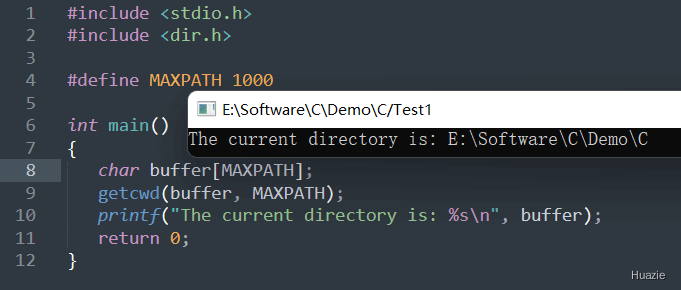 1 #include <stdio.h>
2 #include <dir.h>
3
4 #define MAXPATH 1000
5
E:\Software\C\Demo\C/Test1
6 int main()
The current directory is: E:\Software\C\Demo\C
7 {
8 char buffer[MAXPATH];
9 getcwd(buffer, MAXPATH);
10 printf("The current directory is: %s\n", buffer);
11 return 0;
12 }
Huazie